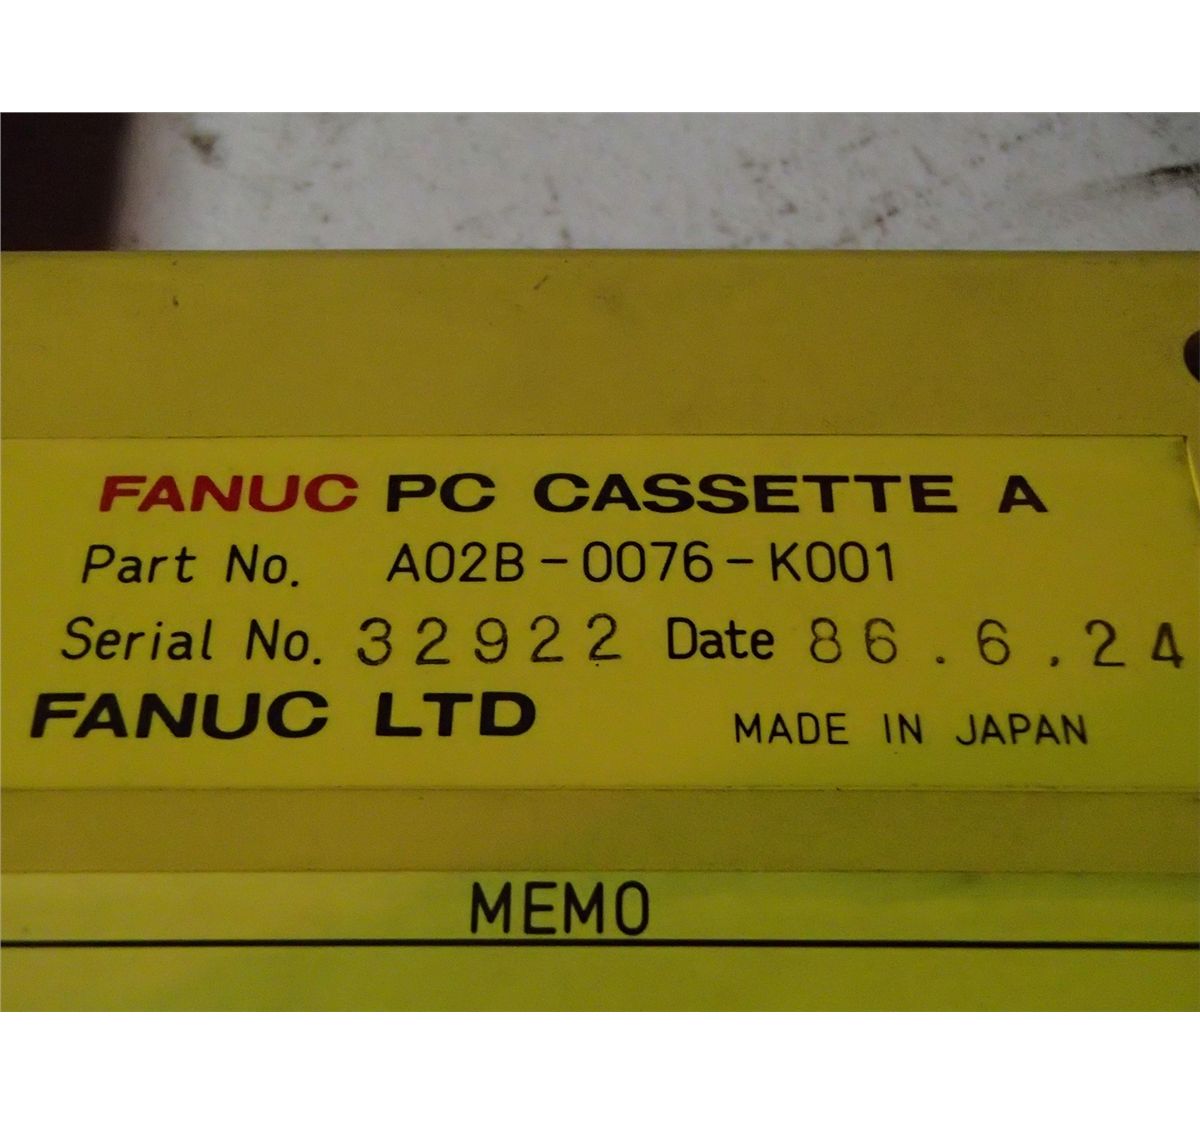 FANUC PC CASSETTE A
Part No. A02B-0076-K001
Serial No. 32922 Date 86.6.24
FANUC LTD MADE IN JAPAN
MEMO